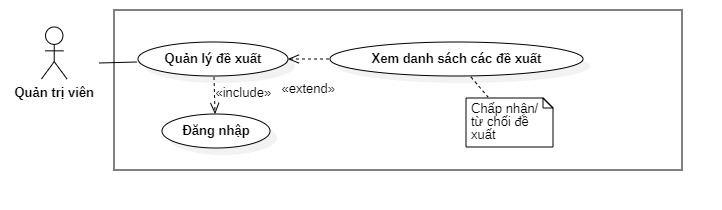 Quản lý đề xuất
Xem danh sách các đề xuất
Quản trị viên
«include»
«extend»
Chấp nhận/
từ chối đề
xuất
Đăng nhập